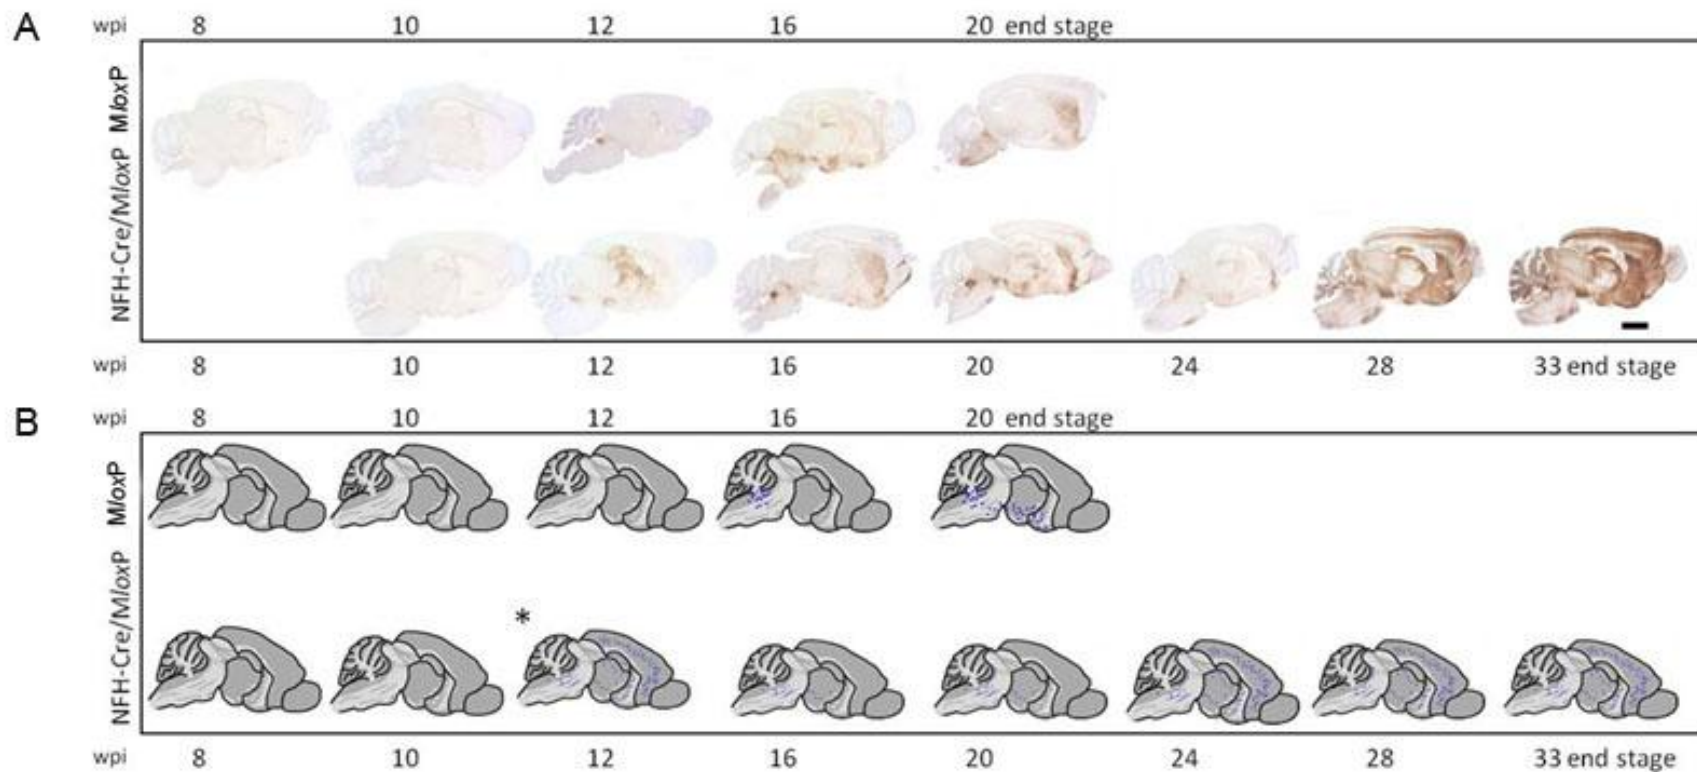 A
wpi 8 10 12 16 20 end stage
MloxP
NFH-Cre/MloxP
wpi 8 10 12 16 20 24 28 33 end stage
B
wpi 8 10 12 16 20 end stage
MloxP
NFH-Cre/MloxP
*
wpi 8 10 12 16 20 24 28 33 end stage